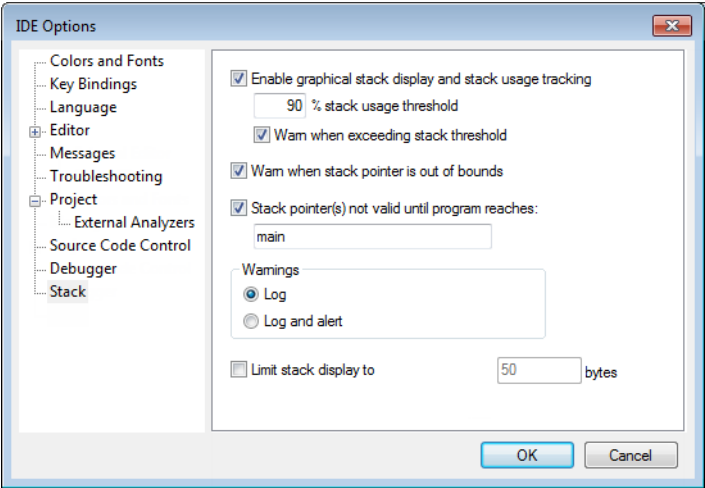 IDE Options
Colors and Fonts
Key Bindings
Language
Editor
Messages
Troubleshooting
Project
External Analyzers
Source Code Control
Debugger
Stack
Enable graphical stack display and stack usage tracking
90 % stack usage threshold
Warn when exceeding stack threshold
Warn when stack pointer is out of bounds
Stack pointer(s) not valid until program reaches:
main
Warnings
Log
Log and alert
Limit stack display to 50 bytes
OK Cancel